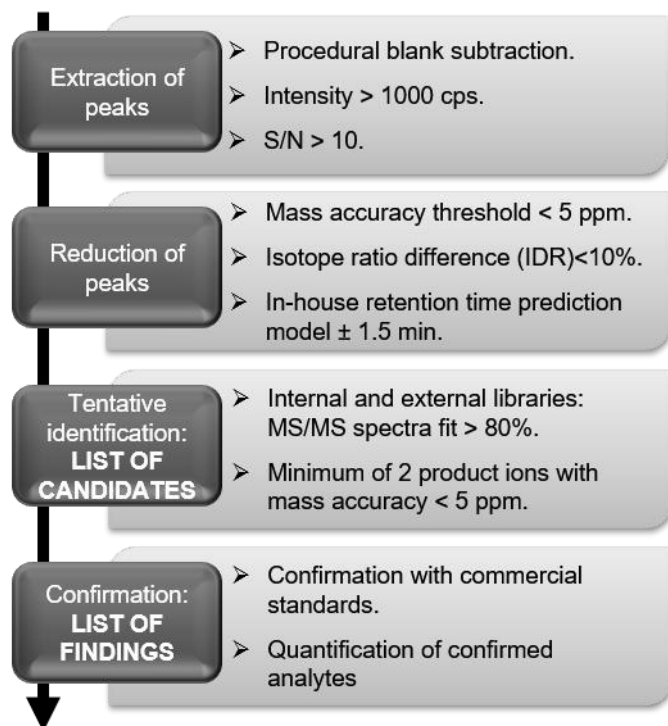 Extraction of
peaks
➢ Procedural blank subtraction.
➢ Intensity > 1000 cps.
➢ S/N > 10.
Reduction of
peaks
➢ Mass accuracy threshold < 5 ppm.
➢ Isotope ratio difference (IDR)<10%.
➢ In-house retention time prediction
model ± 1.5 min.
Tentative
identification:
LIST OF
CANDIDATES
➢ Internal and external libraries:
MS/MS spectra fit > 80%.
➢ Minimum of 2 product ions with
mass accuracy < 5 ppm.
Confirmation:
LIST OF
FINDINGS
➢ Confirmation with commercial
standards.
➢ Quantification of confirmed
analytes